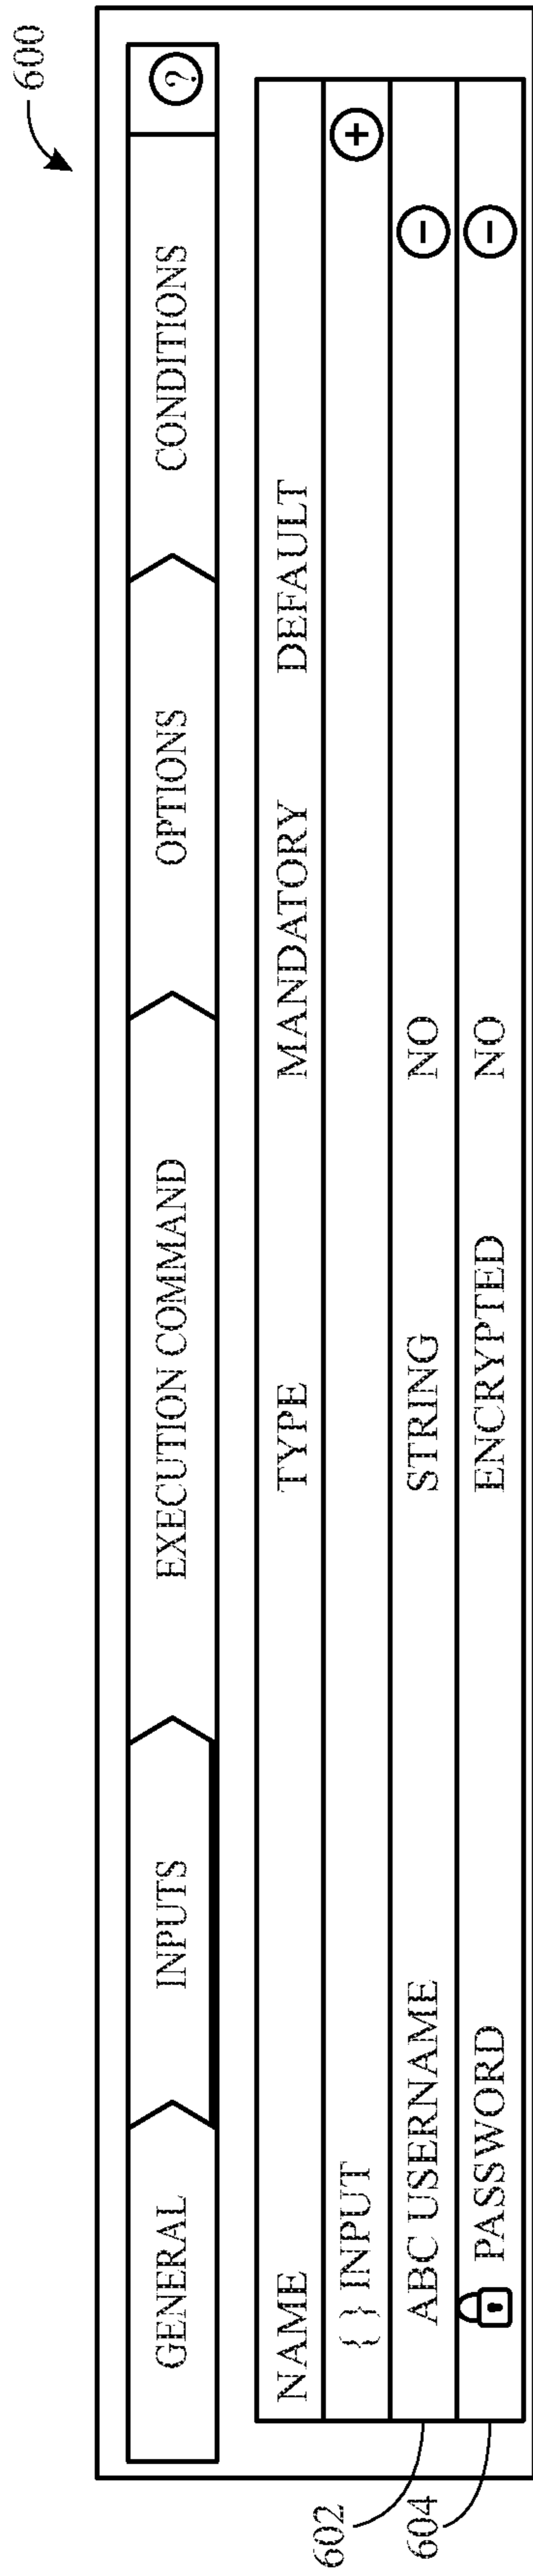 600
GENERAL INPUTS EXECUTION COMMAND OPTIONS CONDITIONS ?
NAME TYPE MANDATORY DEFAULT
{ } INPUT +
602 ABC USERNAME STRING NO −
604 PASSWORD ENCRYPTED NO −